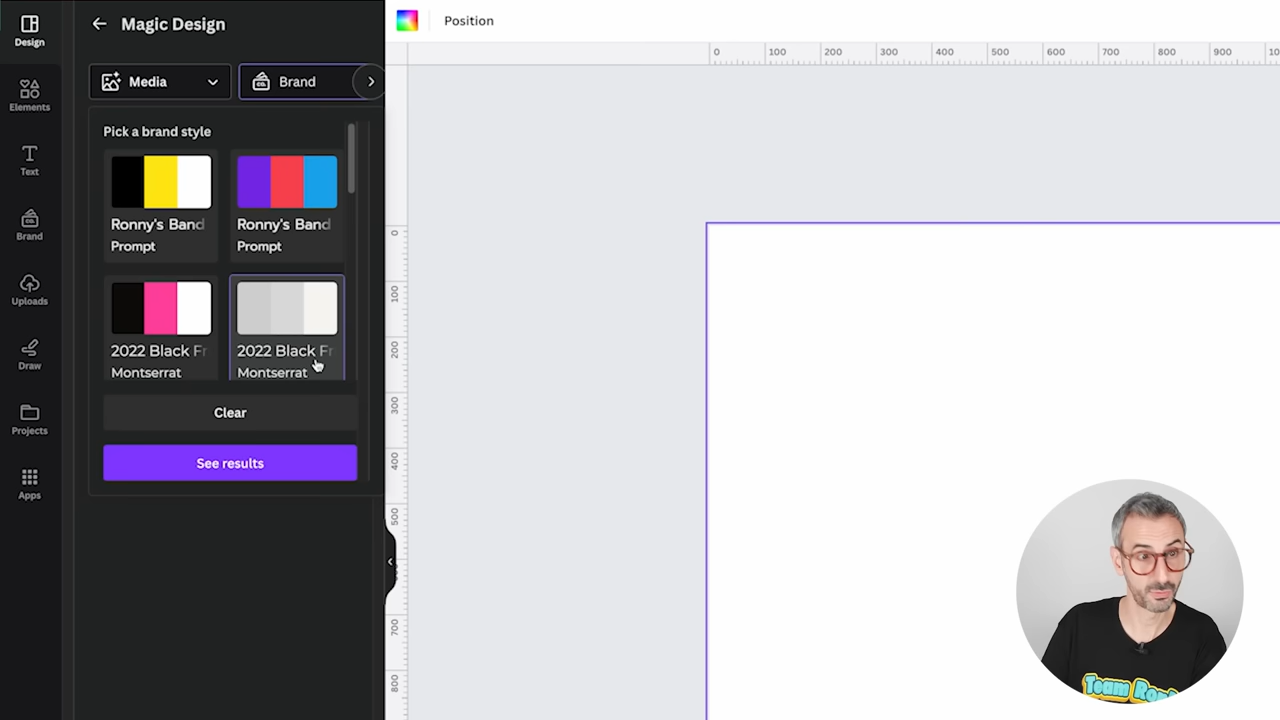 Design
Elements
Text
Brand
Uploads
Draw
Projects
Apps
Magic Design
Media
Brand
Pick a brand style
Ronny's Band
Prompt
Ronny's Band
Prompt
2022 Black Fr
Montserrat
2022 Black Fr
Montserrat
Clear
See results
Position
0 100 200 300 400 500 600 700 800 900 10
0
100
200
300
400
500
700
800
Team